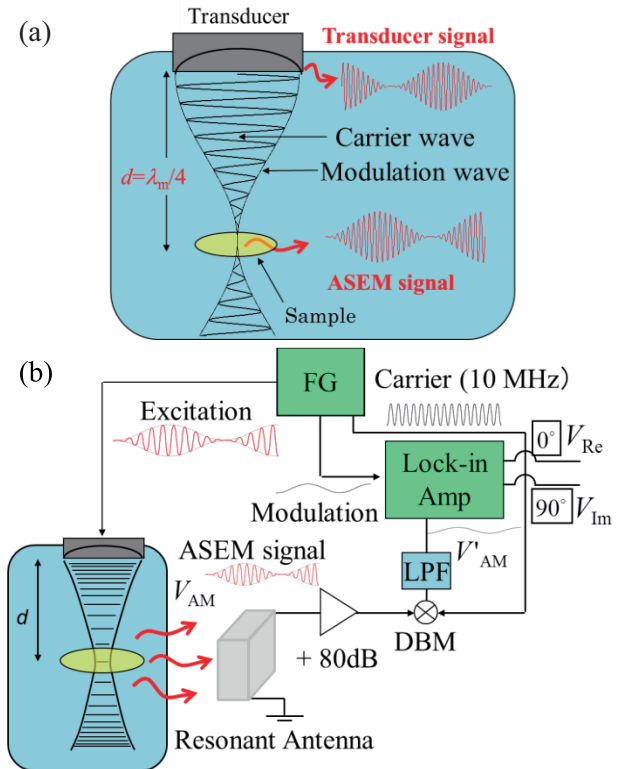 (a)
Transducer
Transducer signal
Carrier wave
Modulation wave
d=λm/4
ASEM signal
Sample
(b)
FG
Carrier (10 MHz)
Excitation
0° VRe
Lock-in
Amp
90° VIm
Modulation
ASEM signal
V'AM
VAM
LPF
d
DBM
+ 80dB
Resonant Antenna